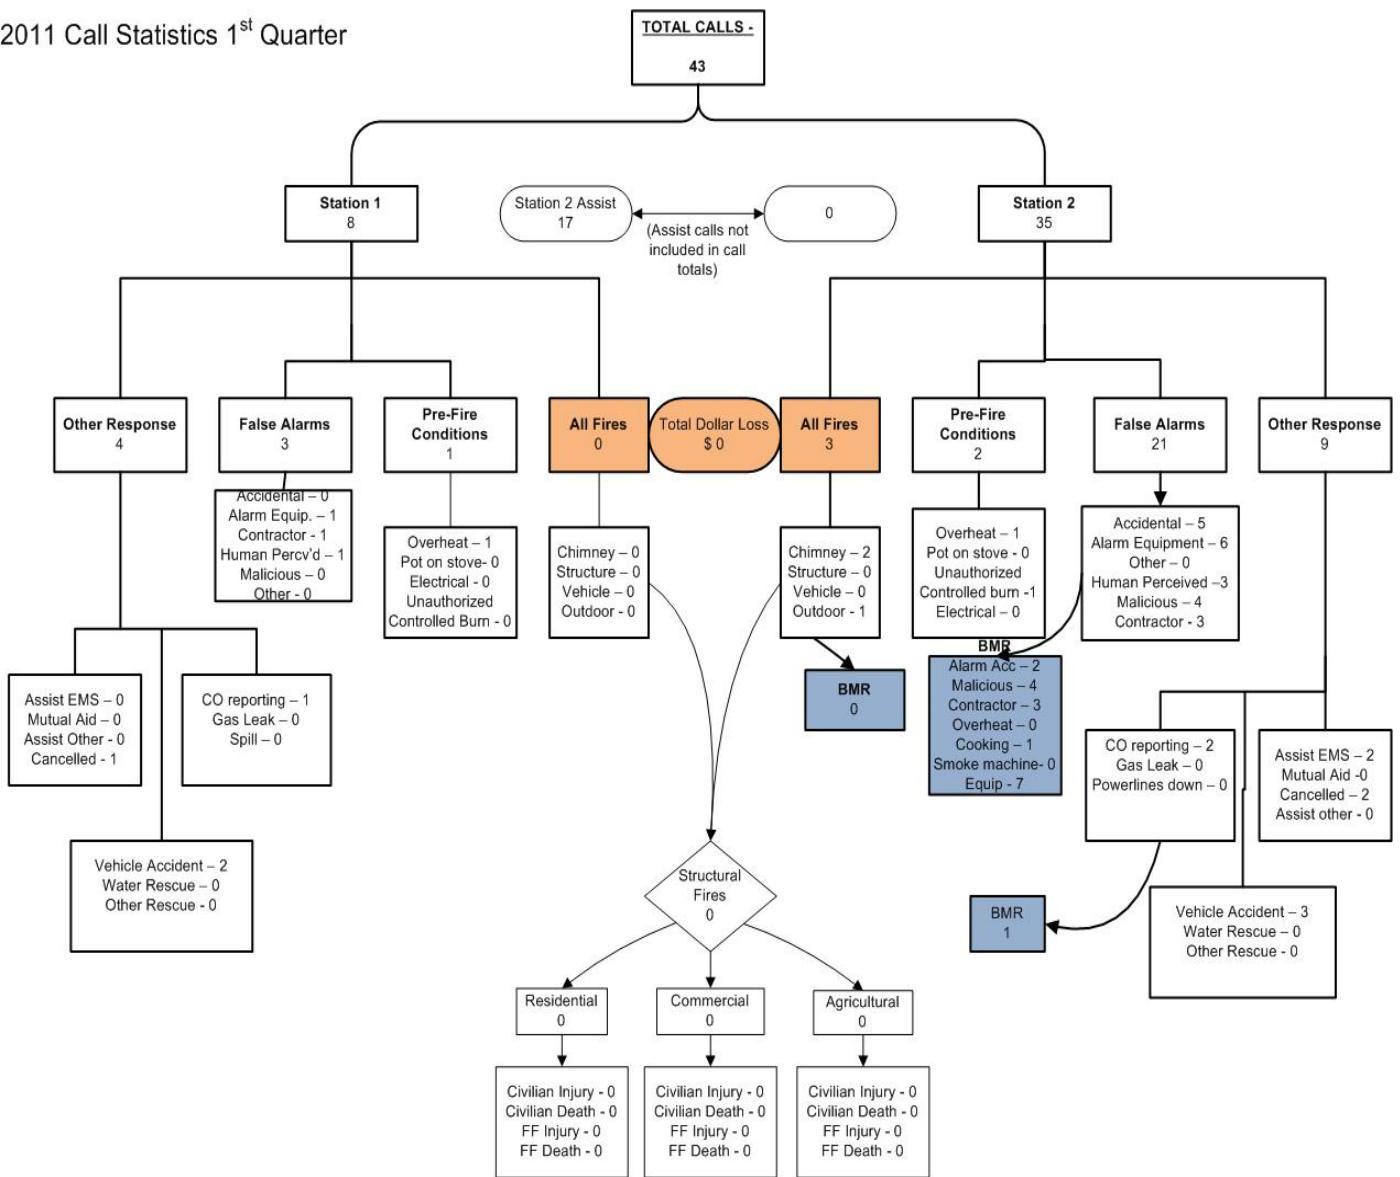 2011 Call Statistics 1st Quarter
TOTAL CALLS -
43
Station 1
8
Station 2 Assist
17
(Assist calls not
included in call
totals)
0
Station 2
35
Other Response
4
False Alarms
3
Pre-Fire
Conditions
1
All Fires
0
Total Dollar Loss
$ 0
All Fires
3
Pre-Fire
Conditions
2
False Alarms
21
Other Response
9
Accidental – 0
Alarm Equip. – 1
Contractor - 1
Human Percv'd – 1
Malicious – 0
Other - 0
Overheat – 1
Pot on stove- 0
Electrical - 0
Unauthorized
Controlled Burn - 0
Chimney – 0
Structure – 0
Vehicle – 0
Outdoor - 0
Chimney – 2
Structure – 0
Vehicle – 0
Outdoor - 1
Overheat – 1
Pot on stove - 0
Unauthorized
Controlled burn -1
Electrical – 0
Accidental – 5
Alarm Equipment – 6
Other – 0
Human Perceived –3
Malicious – 4
Contractor - 3
BMR
0
BMR
Alarm Acc – 2
Malicious – 4
Contractor – 3
Overheat – 0
Cooking – 1
Smoke machine- 0
Equip - 7
Assist EMS – 0
Mutual Aid – 0
Assist Other - 0
Cancelled - 1
CO reporting – 1
Gas Leak – 0
Spill – 0
Vehicle Accident – 2
Water Rescue – 0
Other Rescue - 0
CO reporting – 2
Gas Leak – 0
Powerlines down – 0
Assist EMS – 2
Mutual Aid -0
Cancelled – 2
Assist other - 0
BMR
1
Vehicle Accident – 3
Water Rescue – 0
Other Rescue - 0
Structural
Fires
0
Residential
0
Commercial
0
Agricultural
0
Civilian Injury - 0
Civilian Death - 0
FF Injury - 0
FF Death - 0
Civilian Injury - 0
Civilian Death - 0
FF Injury - 0
FF Death - 0
Civilian Injury - 0
Civilian Death - 0
FF Injury - 0
FF Death - 0